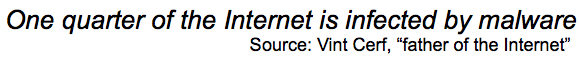 One quarter of the Internet is infected by malware
Source: Vint Cerf, “father of the Internet”